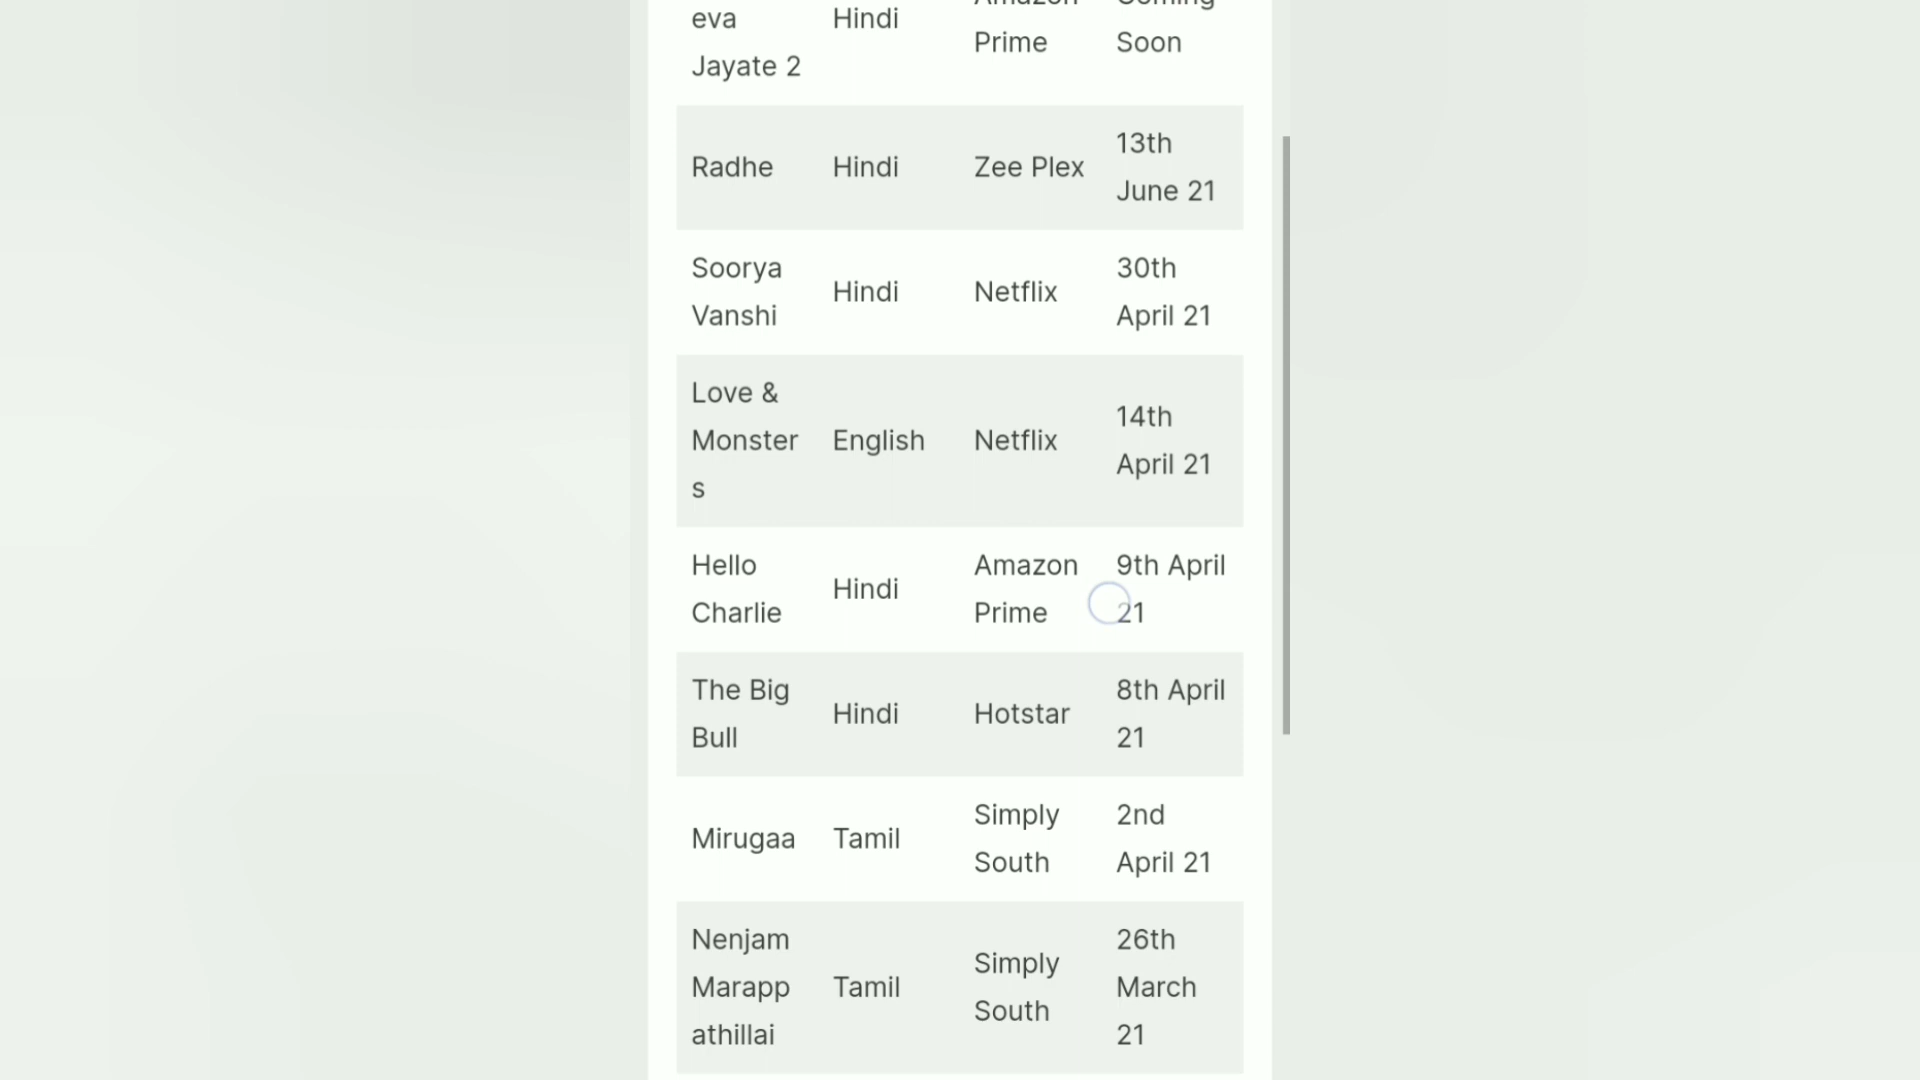 eva Hindi Amazon Coming
Jayate 2 Prime Soon
Radhe Hindi Zee Plex 13th
June 21
Soorya Hindi Netflix 30th
Vanshi April 21
Love & English Netflix 14th
Monster April 21
s
Hello Hindi Amazon 9th April
Charlie Prime 21
The Big Hindi Hotstar 8th April
Bull 21
Mirugaa Tamil Simply 2nd
South April 21
Nenjam Tamil Simply 26th
Marapp South March
athillai 21